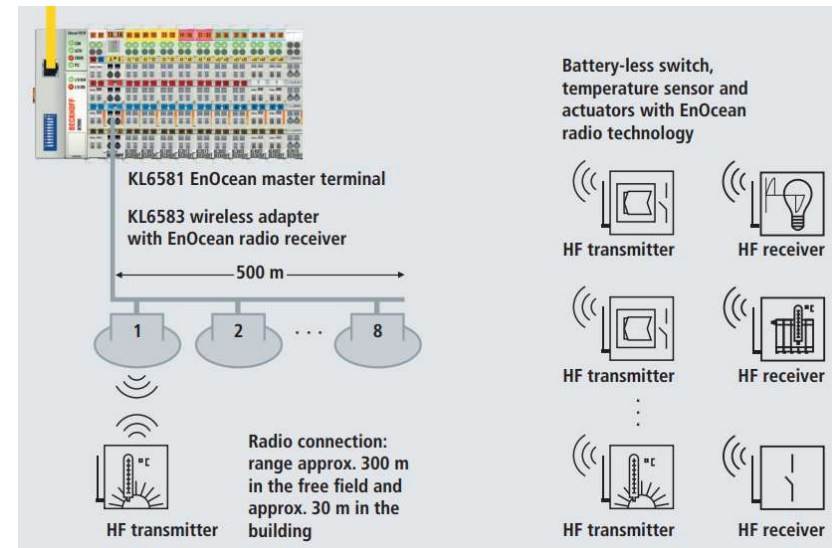 BECKHOFF
KL6581 EnOcean master terminal
KL6583 wireless adapter
with EnOcean radio receiver
500 m
1
2
. . .
8
°C
HF transmitter
Radio connection:
range approx. 300 m
in the free field and
approx. 30 m in the
building
Battery-less switch,
temperature sensor and
actuators with EnOcean
radio technology
HF transmitter
HF receiver
°C
HF transmitter
HF receiver
°C
HF transmitter
HF receiver